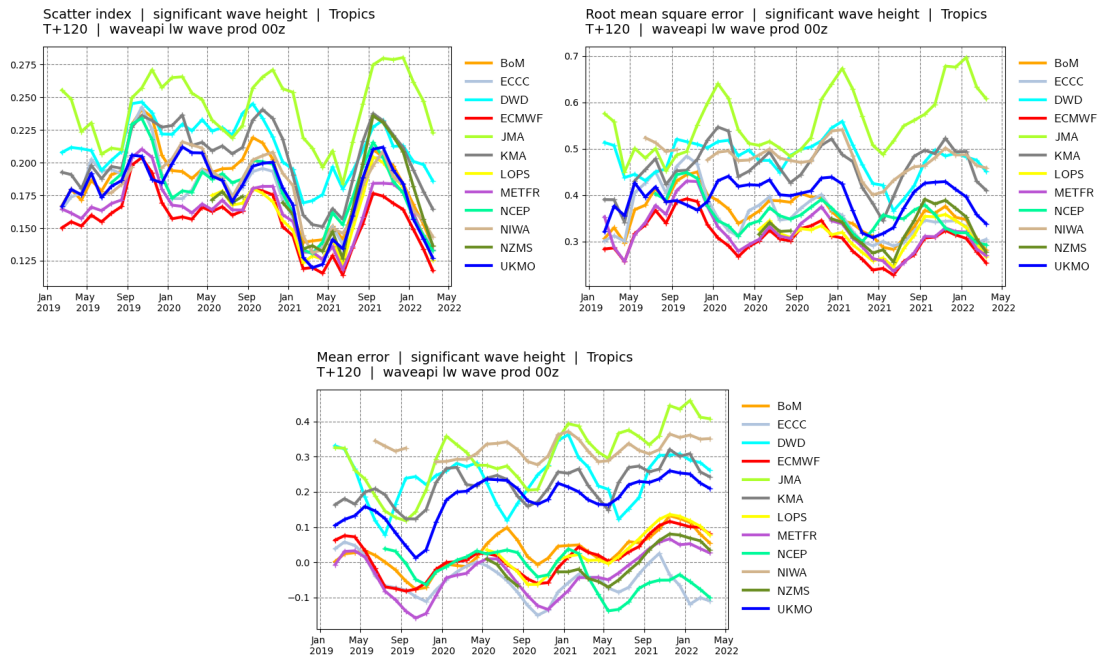 Scatter index | significant wave height | Tropics
T+120 | waveapi lw wave prod 00z
0.275
0.250
0.225
0.200
0.175
0.150
0.125
Jan 2019
May 2019
Sep 2019
Jan 2020
May 2020
Sep 2020
Jan 2021
May 2021
Sep 2021
Jan 2022
May 2022
BoM
ECCC
DWD
ECMWF
JMA
KMA
LOPS
METFR
NCEP
NIWA
NZMS
UKMO
Root mean square error | significant wave height | Tropics
T+120 | waveapi lw wave prod 00z
0.7
0.6
0.5
0.4
0.3
Jan 2019
May 2019
Sep 2019
Jan 2020
May 2020
Sep 2020
Jan 2021
May 2021
Sep 2021
Jan 2022
May 2022
BoM
ECCC
DWD
ECMWF
JMA
KMA
LOPS
METFR
NCEP
NIWA
NZMS
UKMO
Mean error | significant wave height | Tropics
T+120 | waveapi lw wave prod 00z
0.4
0.3
0.2
0.1
0.0
−0.1
Jan 2019
May 2019
Sep 2019
Jan 2020
May 2020
Sep 2020
Jan 2021
May 2021
Sep 2021
Jan 2022
May 2022
BoM
ECCC
DWD
ECMWF
JMA
KMA
LOPS
METFR
NCEP
NIWA
NZMS
UKMO